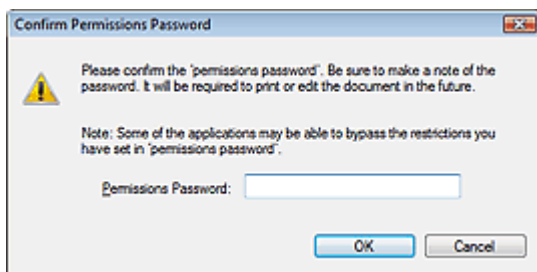 Confirm Permissions Password
Please confirm the 'permissions password'. Be sure to make a note of the
password. It will be required to print or edit the document in the future.
Note: Some of the applications may be able to bypass the restrictions you
have set in 'permissions password'.
Permissions Password:
OK Cancel